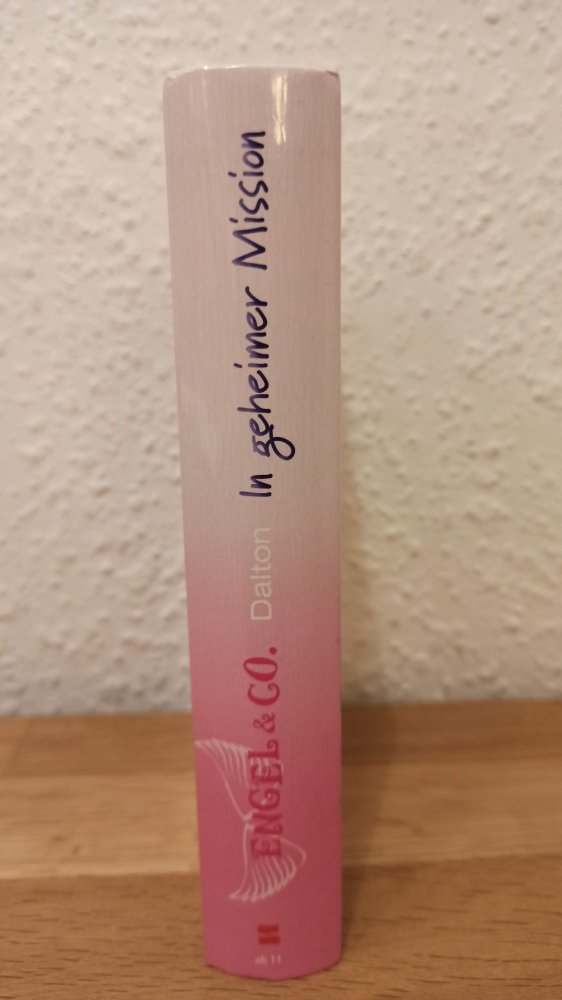 ENGEL & CO.
Dalton
In geheimer Mission
ab 11